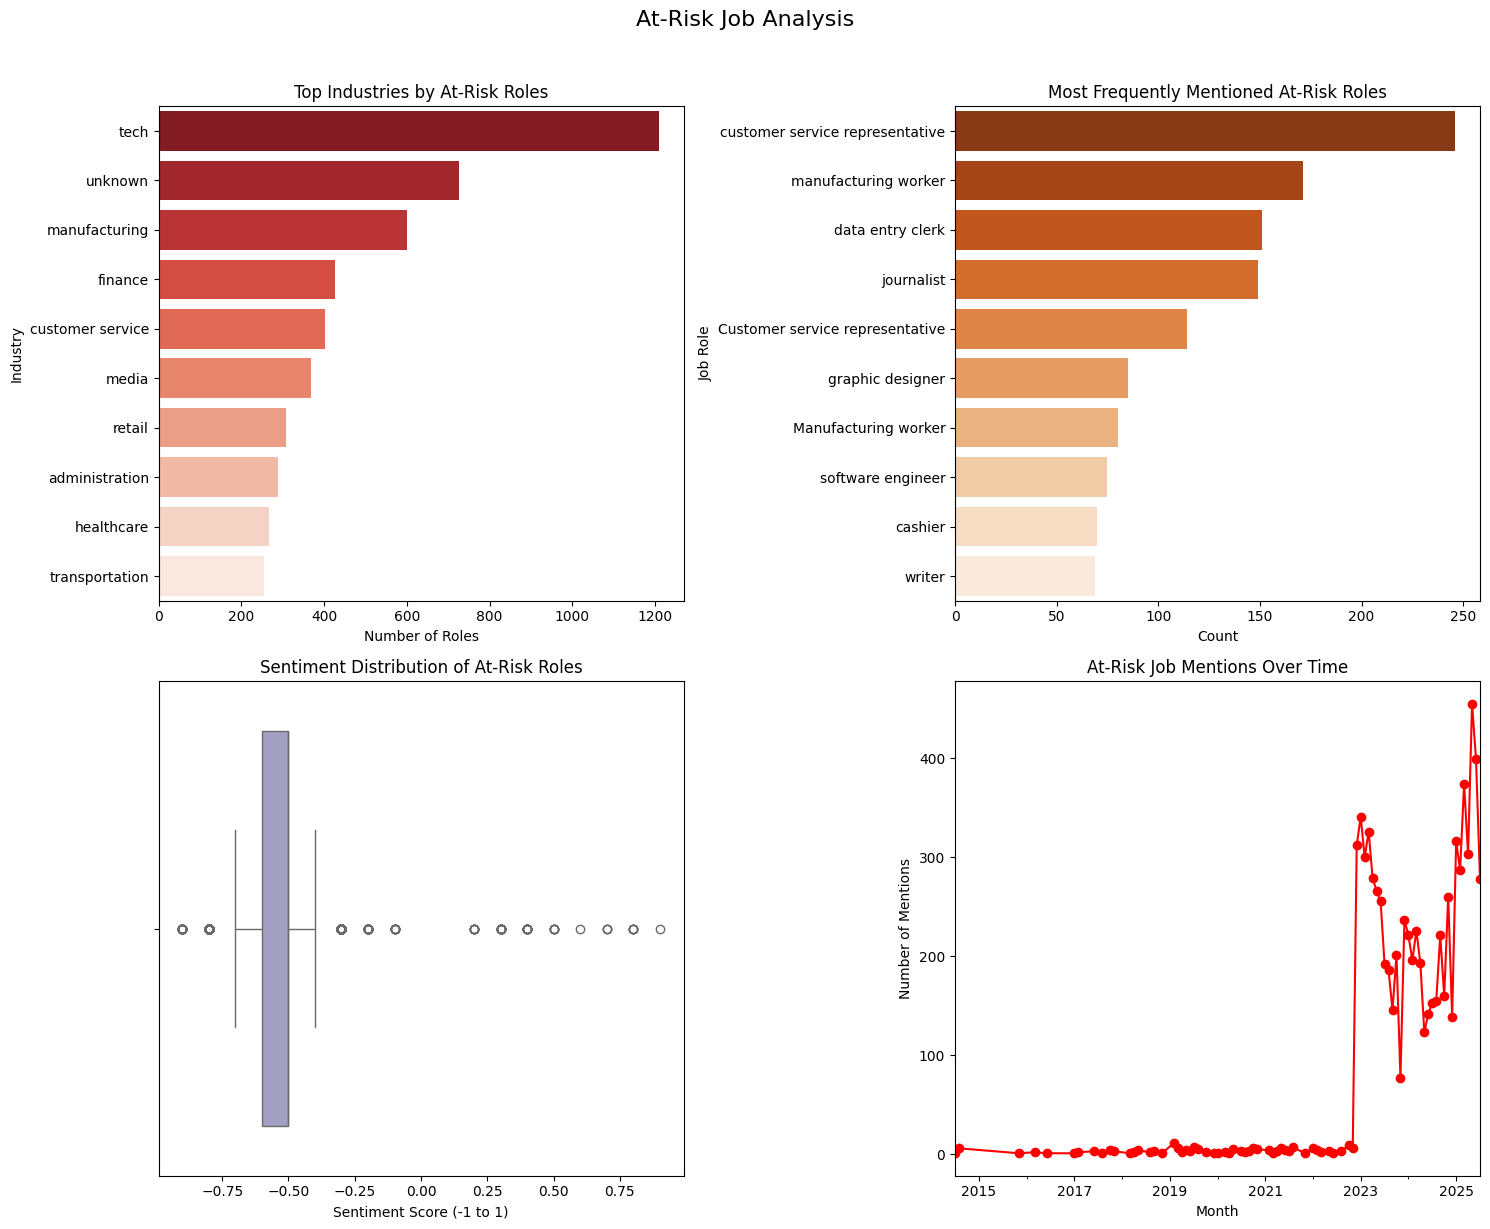 At-Risk Job Analysis
Top Industries by At-Risk Roles
Industry
tech
unknown
manufacturing
finance
customer service
media
retail
administration
healthcare
transportation
0 200 400 600 800 1000 1200
Number of Roles
Most Frequently Mentioned At-Risk Roles
Job Role
customer service representative
manufacturing worker
data entry clerk
journalist
Customer service representative
graphic designer
Manufacturing worker
software engineer
cashier
writer
0 50 100 150 200 250
Count
Sentiment Distribution of At-Risk Roles
−0.75 −0.50 −0.25 0.00 0.25 0.50 0.75
Sentiment Score (-1 to 1)
At-Risk Job Mentions Over Time
Number of Mentions
400
300
200
100
0
2015 2017 2019 2021 2023 2025
Month